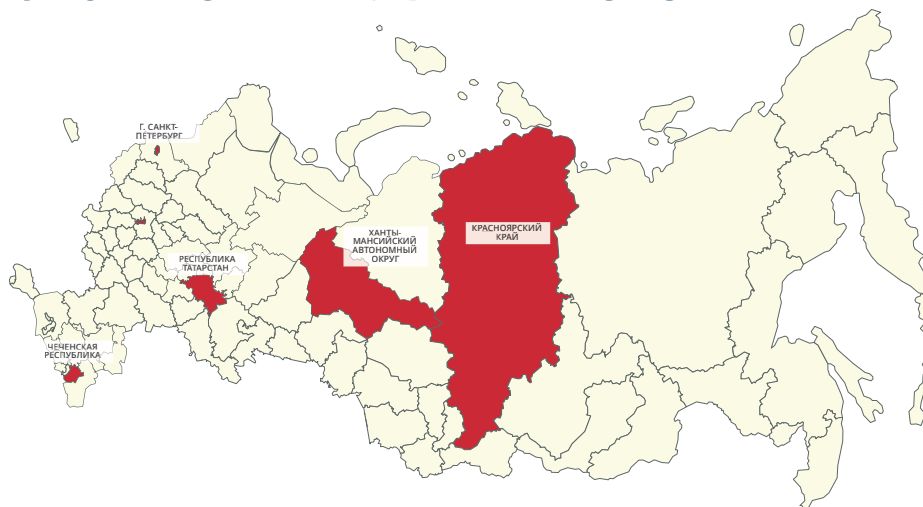 Г. САНКТ-
ПЕТЕРБУРГ
ХАНТЫ-
МАНСИЙСКИЙ
АВТОНОМНЫЙ
ОКРУГ
КРАСНОЯРСКИЙ
КРАЙ
РЕСПУБЛИКА
ТАТАРСТАН
ЧЕЧЕНСКАЯ
РЕСПУБЛИКА